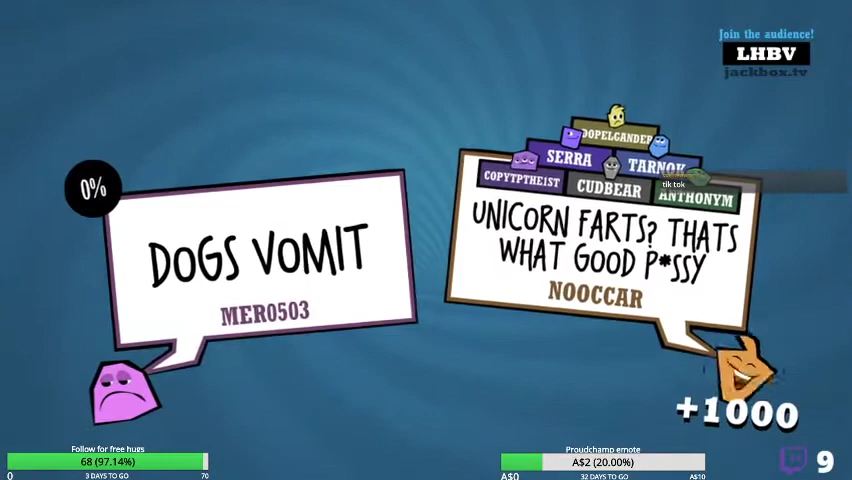 Join the audience!
LHBV
jackbox.tv
DOPELGANDER
SERRA
TARNOK
COPYTPTHEIST
CUDBEAR
ANTHONYM
tik tok
0%
DOGS VOMIT
MER0503
UNICORN FARTS? THATS
WHAT GOOD P*SSY
NOOCCAR
+1000
Follow for free hugs
68 (97.14%)
0
3 DAYS TO GO
70
Proudchamp emote
A$2 (20.00%)
A$0
32 DAYS TO GO
A$10
9